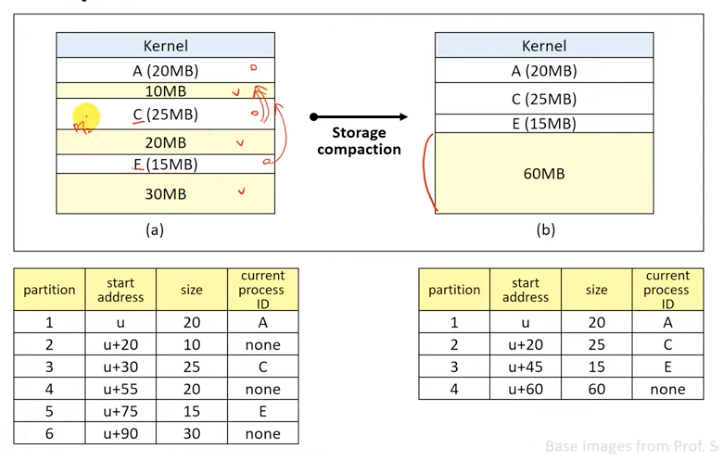 Kernel
A (20MB)
10MB
C (25MB)
20MB
E (15MB)
30MB
(a)
Storage
compaction
Kernel
A (20MB)
C (25MB)
E (15MB)
60MB
(b)
partition start address size current process ID
1 u 20 A
2 u+20 10 none
3 u+30 25 C
4 u+55 20 none
5 u+75 15 E
6 u+90 30 none
partition start address size current process ID
1 u 20 A
2 u+20 25 C
3 u+45 15 E
4 u+60 60 none
Base images from Prof.